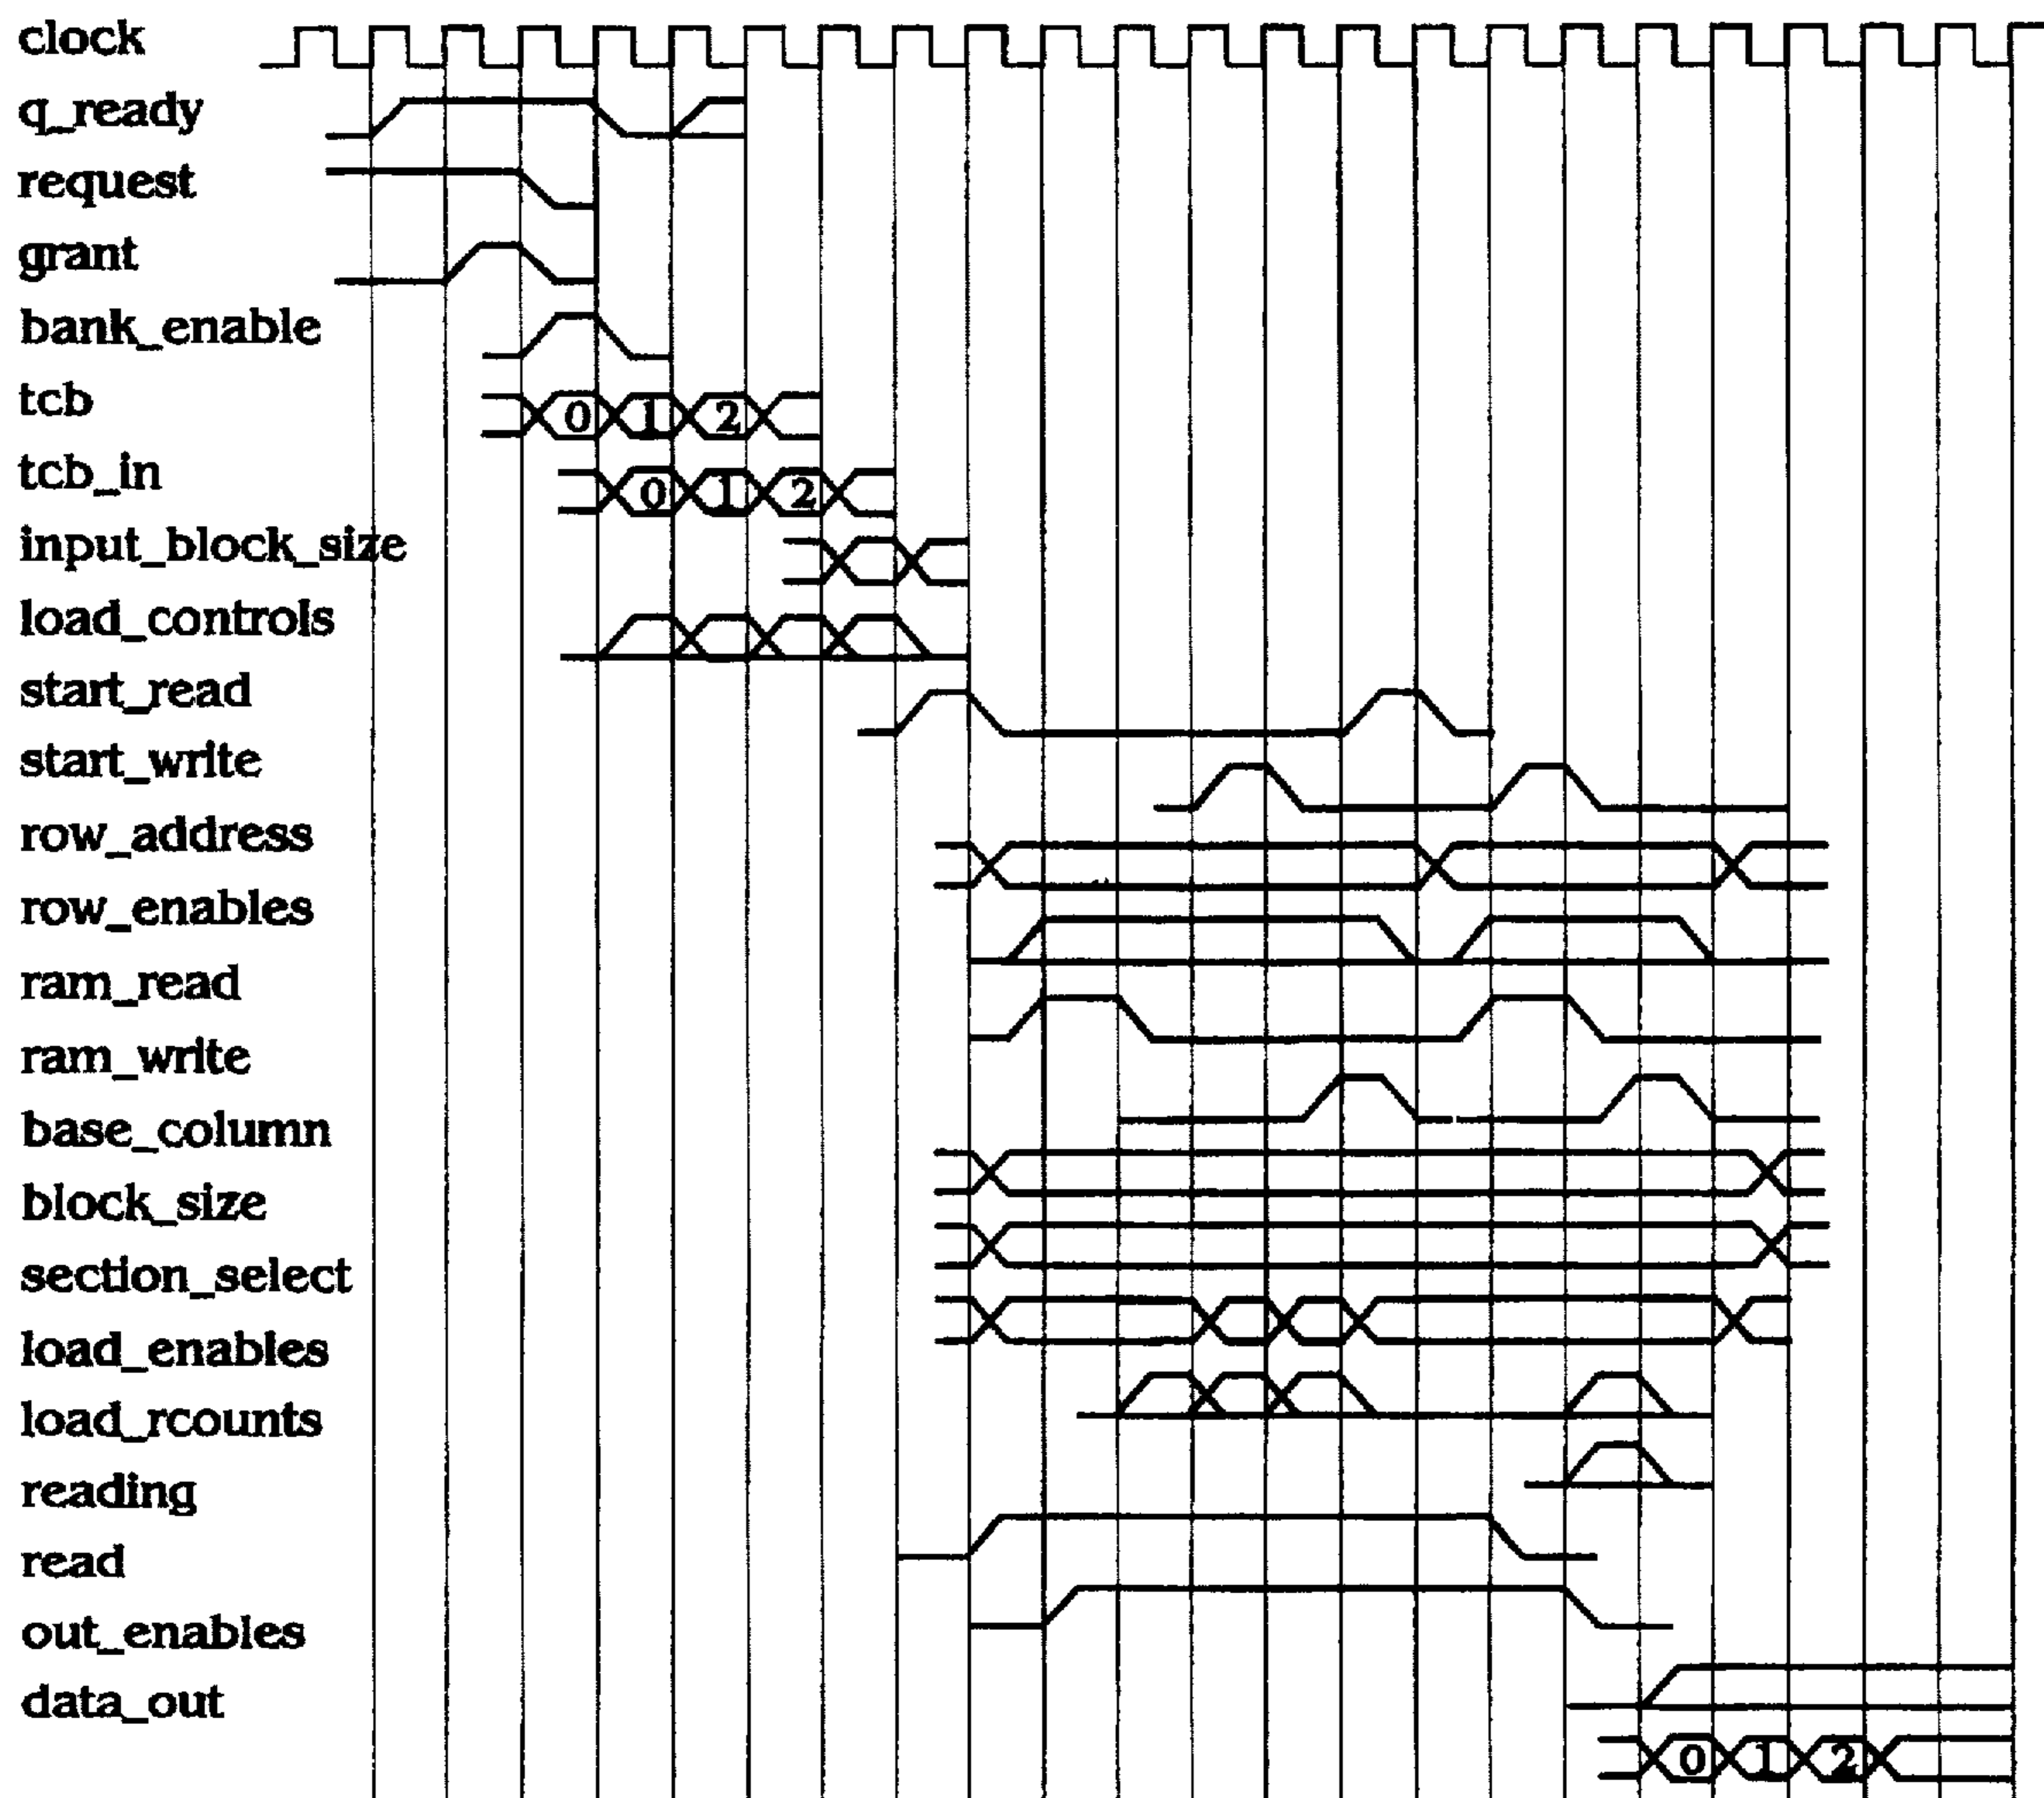 clock
q_ready
request
grant
bank_enable
tcb
0 1 2
tcb_in
0 1 2
input_block_size
load_controls
start_read
start_write
row_address
row_enables
ram_read
ram_write
base_column
block_size
section_select
load_enables
load_rcounts
reading
read
out_enables
data_out
0 1 2